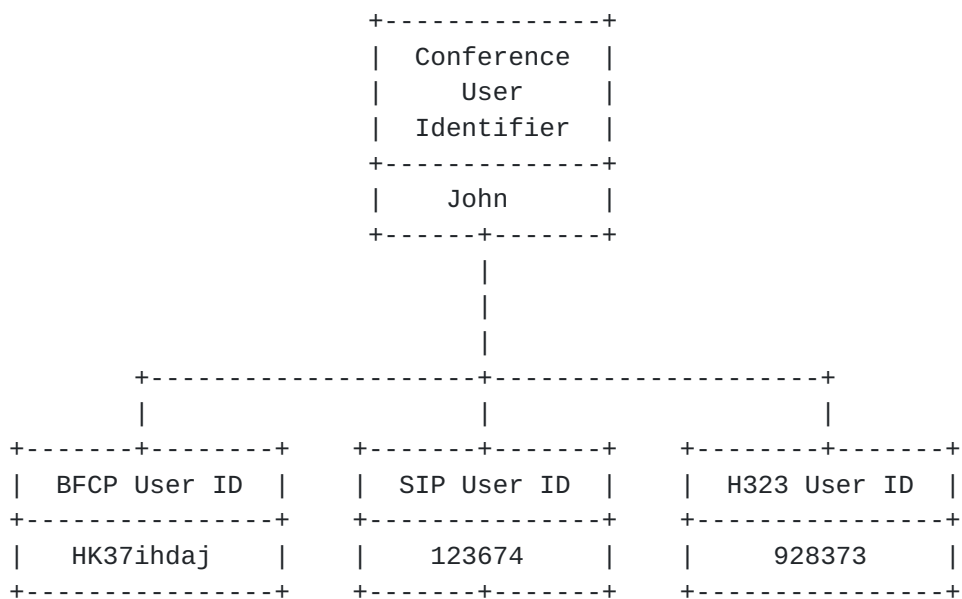 Conference
User
Identifier
John
BFCP User ID
SIP User ID
H323 User ID
HK37ihdaj
123674
928373